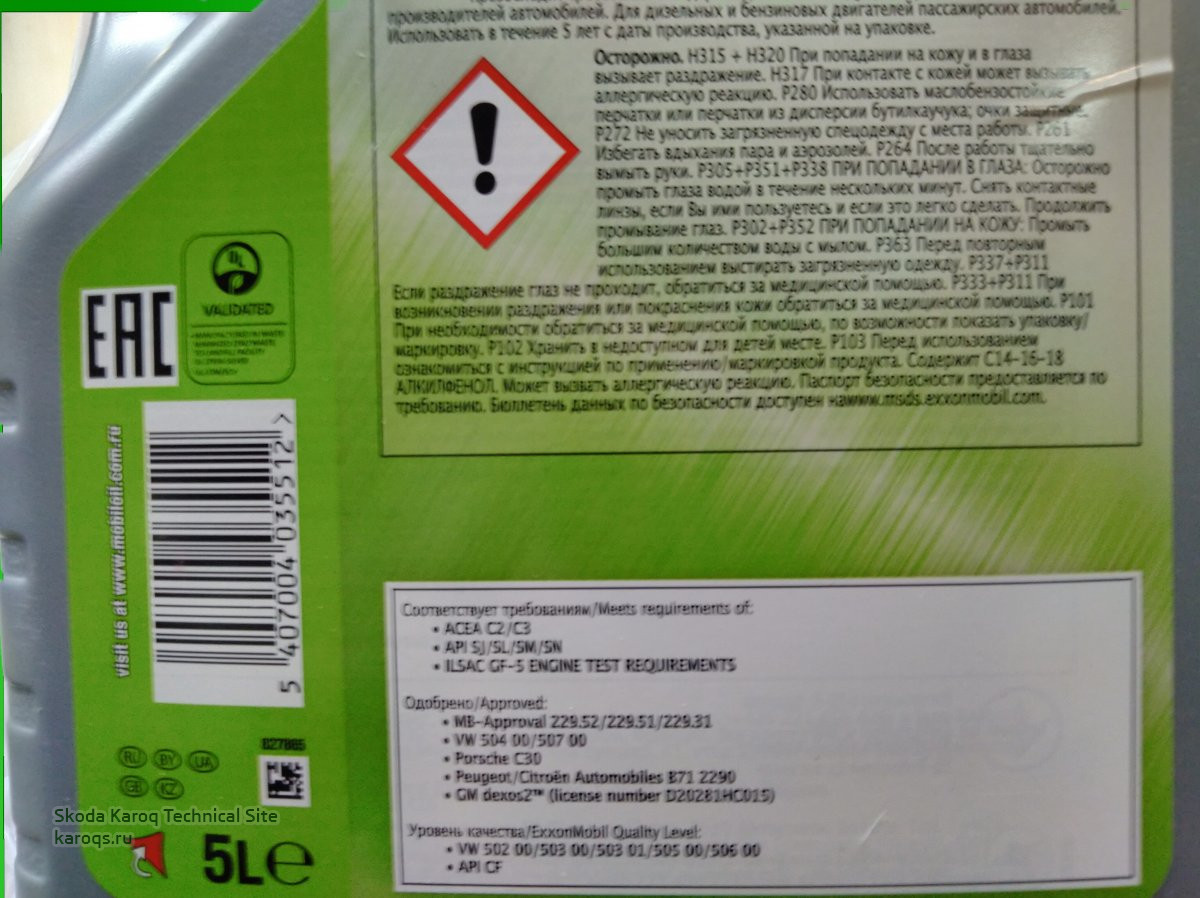 производителей автомобилей. Для дизельных и бензиновых двигателей пассажирских автомобилей.
Использовать в течение 5 лет с даты производства, указанной на упаковке.
Осторожно. H315 + H320 При попадании на кожу и в глаза
вызывает раздражение. H317 При контакте с кожей может вызывать
аллергическую реакцию. P280 Использовать маслобензостойкие
перчатки или перчатки из дисперсии бутилкаучука; очки защитные.
P272 Не уносить загрязненную спецодежду с места работы. P261
Избегать вдыхания пара и аэрозолей. P264 После работы тщательно
вымыть руки. P305+P351+P338 ПРИ ПОПАДАНИИ В ГЛАЗА: Осторожно
промыть глаза водой в течение нескольких минут. Снять контактные
линзы, если Вы ими пользуетесь и если это легко сделать. Продолжить
промывание глаз. P302+P352 ПРИ ПОПАДАНИИ НА КОЖУ: Промыть
большим количеством воды с мылом. P363 Перед повторным
использованием выстирать загрязненную одежду. P337+P311
Если раздражение глаз не проходит, обратиться за медицинской помощью. P333+P311 При
возникновении раздражения или покраснения кожи обратиться за медицинской помощью. P101
При необходимости обратиться за медицинской помощью, по возможности показать упаковку/
маркировку. P102 Хранить в недоступном для детей месте. P103 Перед использованием
ознакомиться с инструкцией по применению/маркировкой продукта. Содержит C14-16-18
АЛКИЛФЕНОЛ. Может вызвать аллергическую реакцию. Паспорт безопасности предоставляется по
требованию. Бюллетень данных по безопасности доступен наwww.msds.exxonmobil.com.
UL
VALIDATED
EAC
visit us at www.mobiloil.com.ru
5 407004 035512 >
Соответствует требованиям/Meets requirements of:
• ACEA C2/C3
• API SJ/SL/SM/SN
• ILSAC GF-5 ENGINE TEST REQUIREMENTS
Одобрено/Approved:
• MB-Approval 229.52/229.51/229.31
• VW 504 00/507 00
• Porsche C30
• Peugeot/Citroën Automobiles B71 2290
• GM dexos2™ (license number D20281HC015)
Уровень качества/ExxonMobil Quality Level:
• VW 502 00/503 00/503 01/505 00/506 00
• API CF
827885
RU BY UA
GB KZ
Skoda Karoq Technical Site
karoqs.ru
5L e